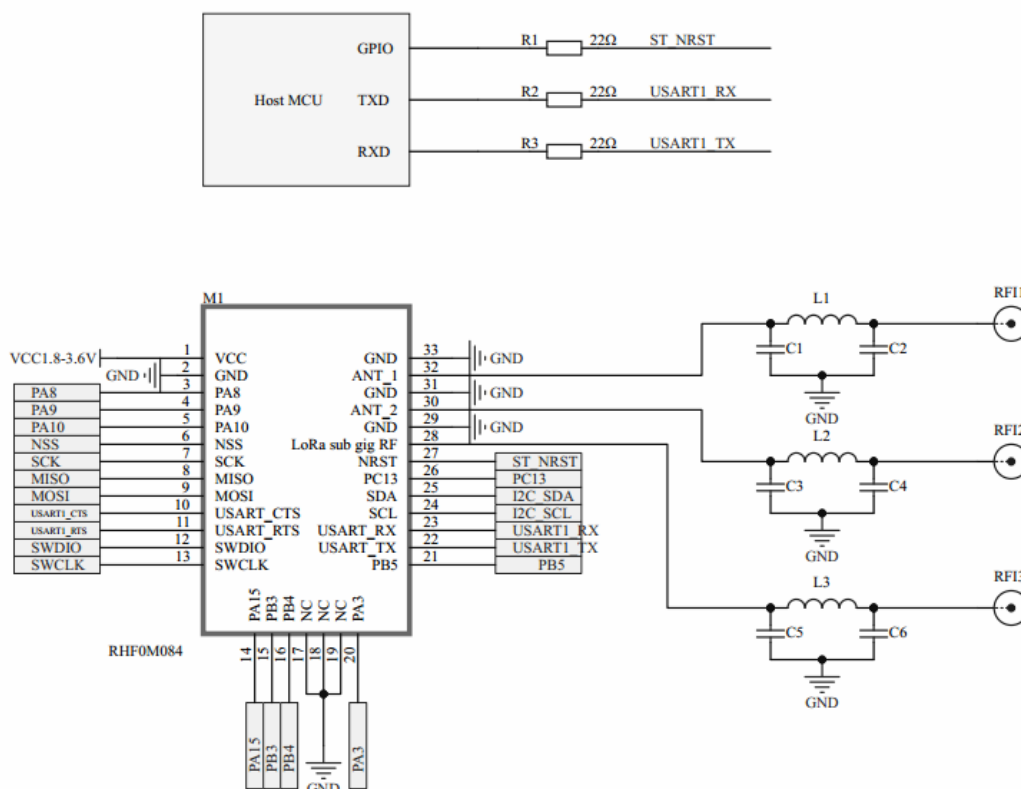 GPIO
R1 22Ω ST_NRST
Host MCU
TXD
R2 22Ω USART1_RX
RXD
R3 22Ω USART1_TX
M1
VCC1.8-3.6V 1 VCC
GND 2 GND
PA8 3 PA8
PA9 4 PA9
PA10 5 PA10
NSS 6 NSS
SCK 7 SCK
MISO 8 MISO
MOSI 9 MOSI
USART1_CTS 10 USART_CTS
USART1_RTS 11 USART_RTS
SWDIO 12 SWDIO
SWCLK 13 SWCLK
GND 33 GND
ANT_1 32
GND 31 GND
ANT_2 30
GND 29 GND
LoRa sub gig RF 28
NRST 27 ST_NRST
PC13 26 PC13
SDA 25 I2C_SDA
SCL 24 I2C_SCL
USART_RX 23 USART1_RX
USART_TX 22 USART1_TX
PB5 21 PB5
PA15 PB3 PB4 NC NC NC PA3
RHF0M084
14 15 16 17 18 19 20
PA15 PB3 PB4 PA3
GND
L1
RFI1
C1 C2
GND
L2
RFI2
C3 C4
GND
L3
RFI3
C5 C6
GND